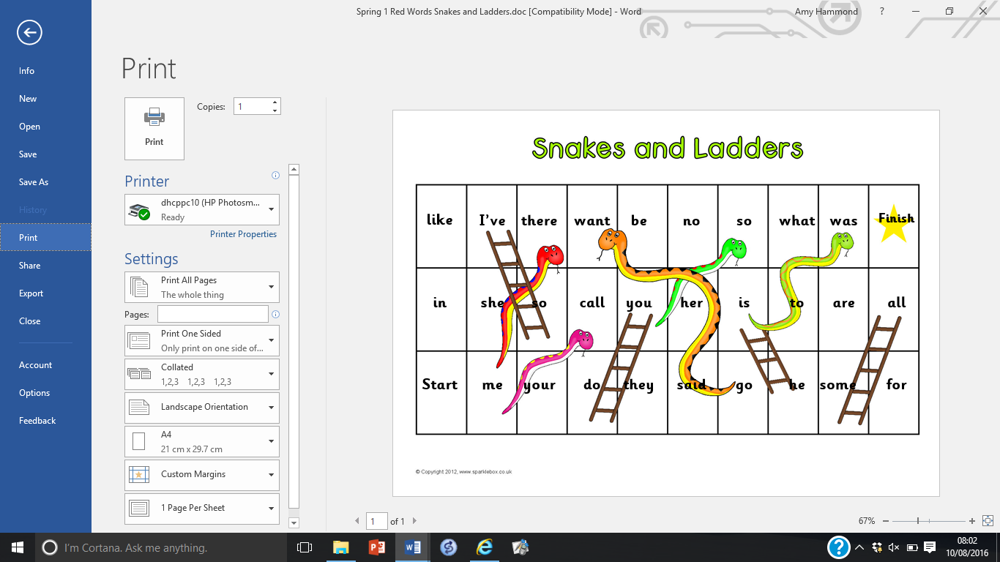 Spring 1 Red Words Snakes and Ladders.doc [Compatibility Mode] - Word
Amy Hammond
?
Info
New
Open
Save
Save As
History
Print
Share
Export
Close
Account
Options
Feedback
Print
Print
Copies: 1
Printer
dhcppc10 (HP Photosm...
Ready
Printer Properties
Settings
Print All Pages
The whole thing
Pages:
Print One Sided
Only print on one side of...
Collated
1,2,3 1,2,3 1,2,3
Landscape Orientation
A4
21 cm x 29.7 cm
Custom Margins
1 Page Per Sheet
Snakes and Ladders
like I've there want be no so what was Finish
in she so call you her is to are all
Start me your do they said go he some for
© Copyright 2012, www.sparklebox.co.uk
1 of 1
67%
I'm Cortana. Ask me anything.
08:02
10/08/2016